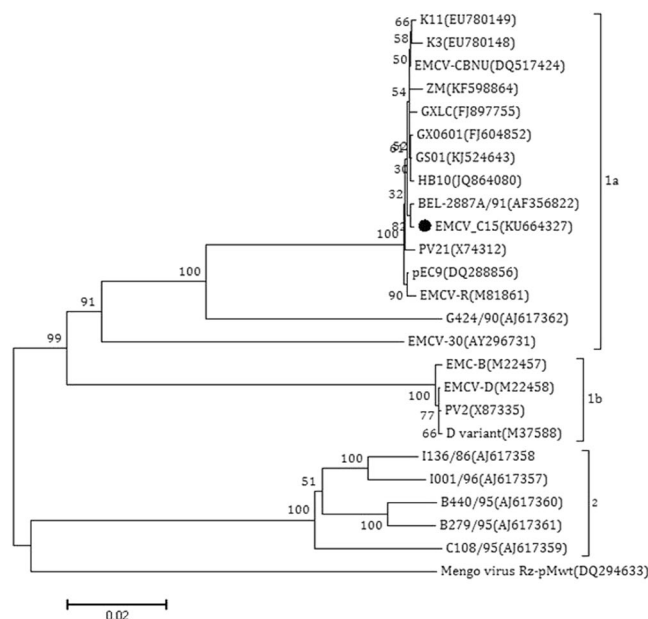 66 K11(EU780149)
58 K3(EU780148)
50 EMCV-CBNU(DQ517424)
54 ZM(KF598864)
GXLC(FJ897755)
GX0601(FJ604852)
52
61 GS01(KJ524643)
30 HB10(JQ864080)
1a
32 BEL-2887A/91(AF356822)
82 EMCV_C15(KU664327)
100 PV21(X74312)
100 pEC9(DQ288856)
90 EMCV-R(M81861)
91
G424/90(AJ617362)
99 EMCV-30(AY296731)
EMC-B(M22457)
100 EMCV-D(M22458)
77 PV2(X87335)
1b
66 D variant(M37588)
100 I136/86(AJ617358
51 I001/96(AJ617357)
B440/95(AJ617360)
2
100 100 B279/95(AJ617361)
C108/95(AJ617359)
Mengo virus Rz-pMwt(DQ294633)
0.02